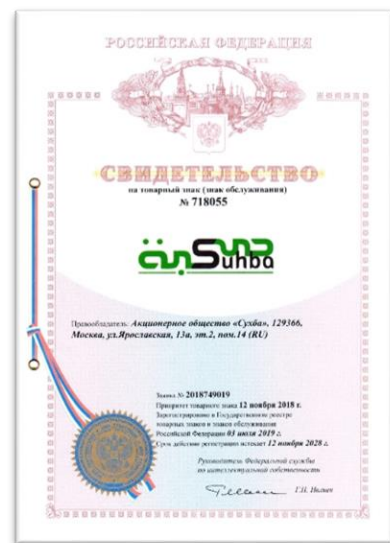 РОССИЙСКАЯ ФЕДЕРАЦИЯ
СВИДЕТЕЛЬСТВО
на товарный знак (знак обслуживания)
№ 718055
Suhba
Правообладатель: Акционерное общество «Сухба», 129366,
Москва, ул.Ярославская, 13а, эт.2, пом.14 (RU)
Заявка № 2018749019
Приоритет товарного знака 12 ноября 2018 г.
Зарегистрировано в Государственном реестре
товарных знаков и знаков обслуживания
Российской Федерации 03 июля 2019 г.
Срок действия регистрации истекает 12 ноября 2028 г.
Руководитель Федеральной службы
по интеллектуальной собственности
Г.П. Ивлиев